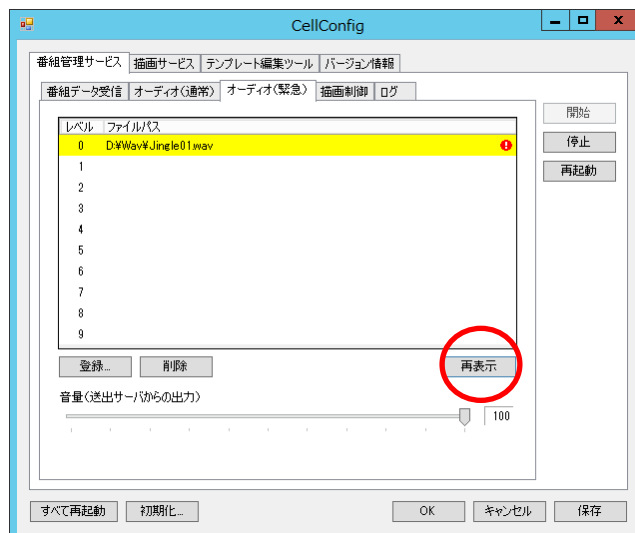 CellConfig
番組管理サービス 描画サービス テンプレート編集ツール バージョン情報
番組データ受信 オーディオ(通常) オーディオ(緊急) 描画制御 ログ
開始
停止
再起動
レベル ファイルパス
0 D:¥Wav¥Jingle01.wav
1
2
3
4
5
6
7
8
9
登録... 削除 再表示
音量(送出サーバからの出力)
100
すべて再起動 初期化... OK キャンセル 保存